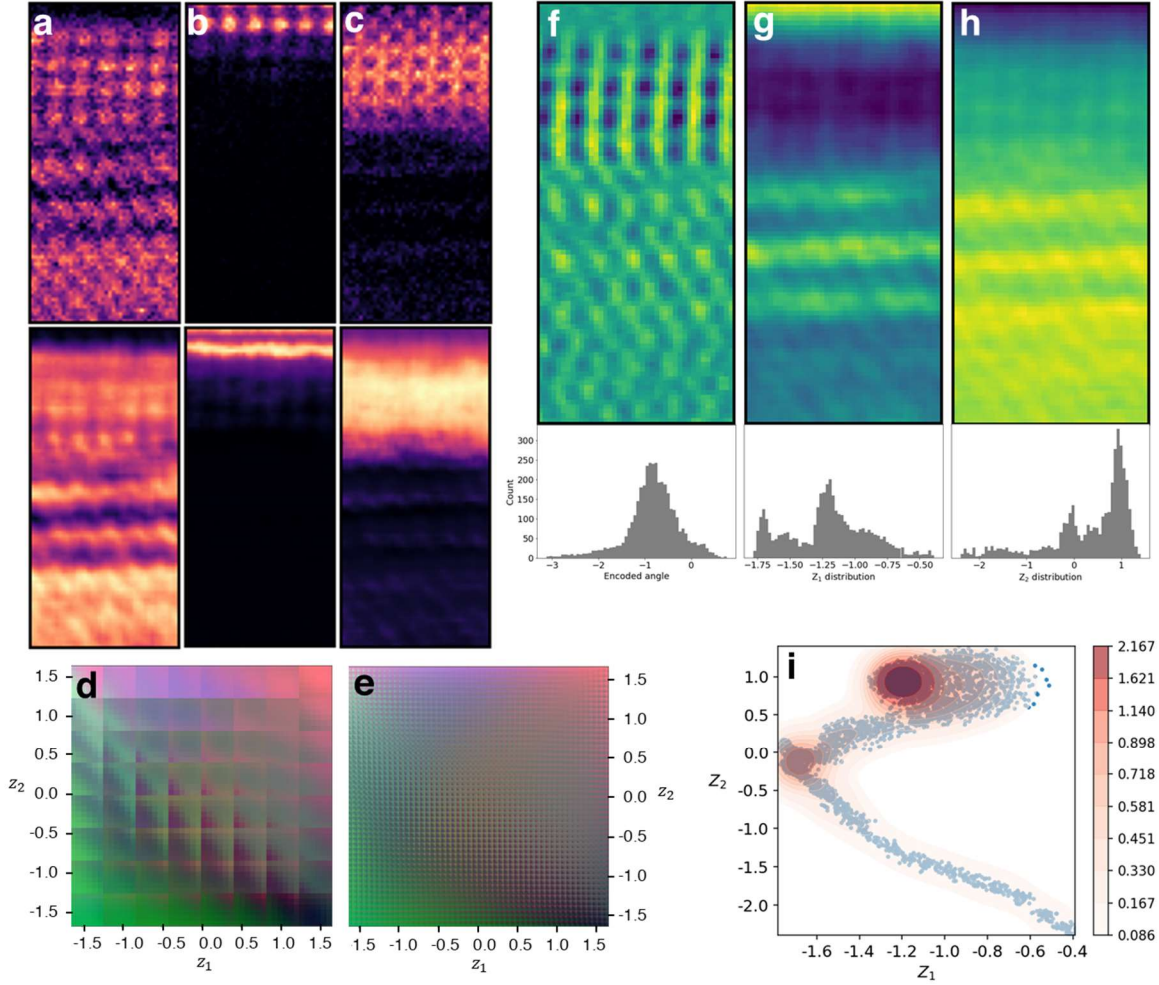 a b c f g h
300
250
200
150
100
50
0
Count
−3 −2 −1 0
Encoded angle
−1.75 −1.50 −1.25 −1.00 −0.75 −0.50
Z1 distribution
−2 −1 0 1
Z2 distribution
d
1.5
1.0
0.5
0.0
-0.5
-1.0
-1.5
z2
-1.5 -1.0 -0.5 0.0 0.5 1.0 1.5
z1
e
1.5
1.0
0.5
0.0
-0.5
-1.0
-1.5
z2
-1.5 -1.0 -0.5 0.0 0.5 1.0 1.5
z1
i
1.0
0.5
0.0
-0.5
-1.0
-1.5
-2.0
Z2
-1.6 -1.4 -1.2 -1.0 -0.8 -0.6 -0.4
Z1
2.167
1.621
1.140
0.898
0.718
0.581
0.451
0.330
0.167
0.086